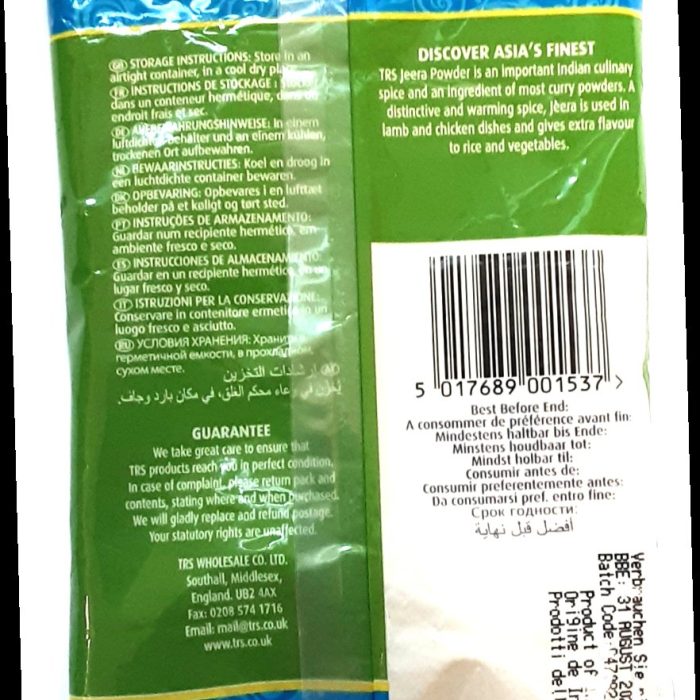 GB STORAGE INSTRUCTIONS: Store in an
airtight container, in a cool dry
FR INSTRUCTIONS DE STOCKAGE :
dans un conteneur hermétique,
endroit frais et sec.
DE In einem
Behälter und an einem kühlen,
trockenen Ort aufbewahren.
NL BEWAARINSTRUCTIES: Koel en droog in
een luchtdichte container bewaren.
DK OPBEVARING: Opbevares i en lufttæt
beholder på et køligt og tørt sted.
PT INSTRUÇÕES DE ARMAZENAMENTO:
Guardar num recipiente hermético, em
ambiente fresco e seco.
ES INSTRUCCIONES DE ALMACENAMIENTO:
Guardar en un recipiente hermético en un
lugar fresco y seco.
IT ISTRUZIONI PER LA CONSERVAZIONE:
Conservare in contenitore ermetico in un
luogo fresco e asciutto.
RU УСЛОВИЯ ХРАНЕНИЯ: Хранить
герметичной емкости, в прохладном,
сухом месте.
إرشادات التخزين
يُخزن في وعاء محكم الغلق، في مكان بارد وجاف.
GUARANTEE
We take great care to ensure that
TRS products reach you in perfect condition.
In case of complaint, please return pack and
contents, stating where and when purchased.
We will gladly replace and refund postage.
Your statutory rights are unaffected.
TRS WHOLESALE CO. LTD.
Southall, Middlesex,
England. UB2 4AX
Fax: 0208 574 1716
Email: mail@trs.co.uk
www.trs.co.uk
DISCOVER ASIA'S FINEST
TRS Jeera Powder is an important Indian culinary
spice and an ingredient of most curry powders. A
distinctive and warming spice, Jeera is used in
lamb and chicken dishes and gives extra flavour
to rice and vegetables.
5 017689 001537 >
Best Before End:
A consommer de préférence avant fin:
Mindestens haltbar bis Ende:
Minstens houdbaar tot:
Mindst holbar til:
Consumir antes de:
Consumir preferentemente antes:
Da consumarsi pref. entro fine:
Срок годности:
أفضل قبل نهاية
Verbrauchen Sie
BBE: 31 AUGUST
Batch Code:
Product of
Origine de
Prodotti del